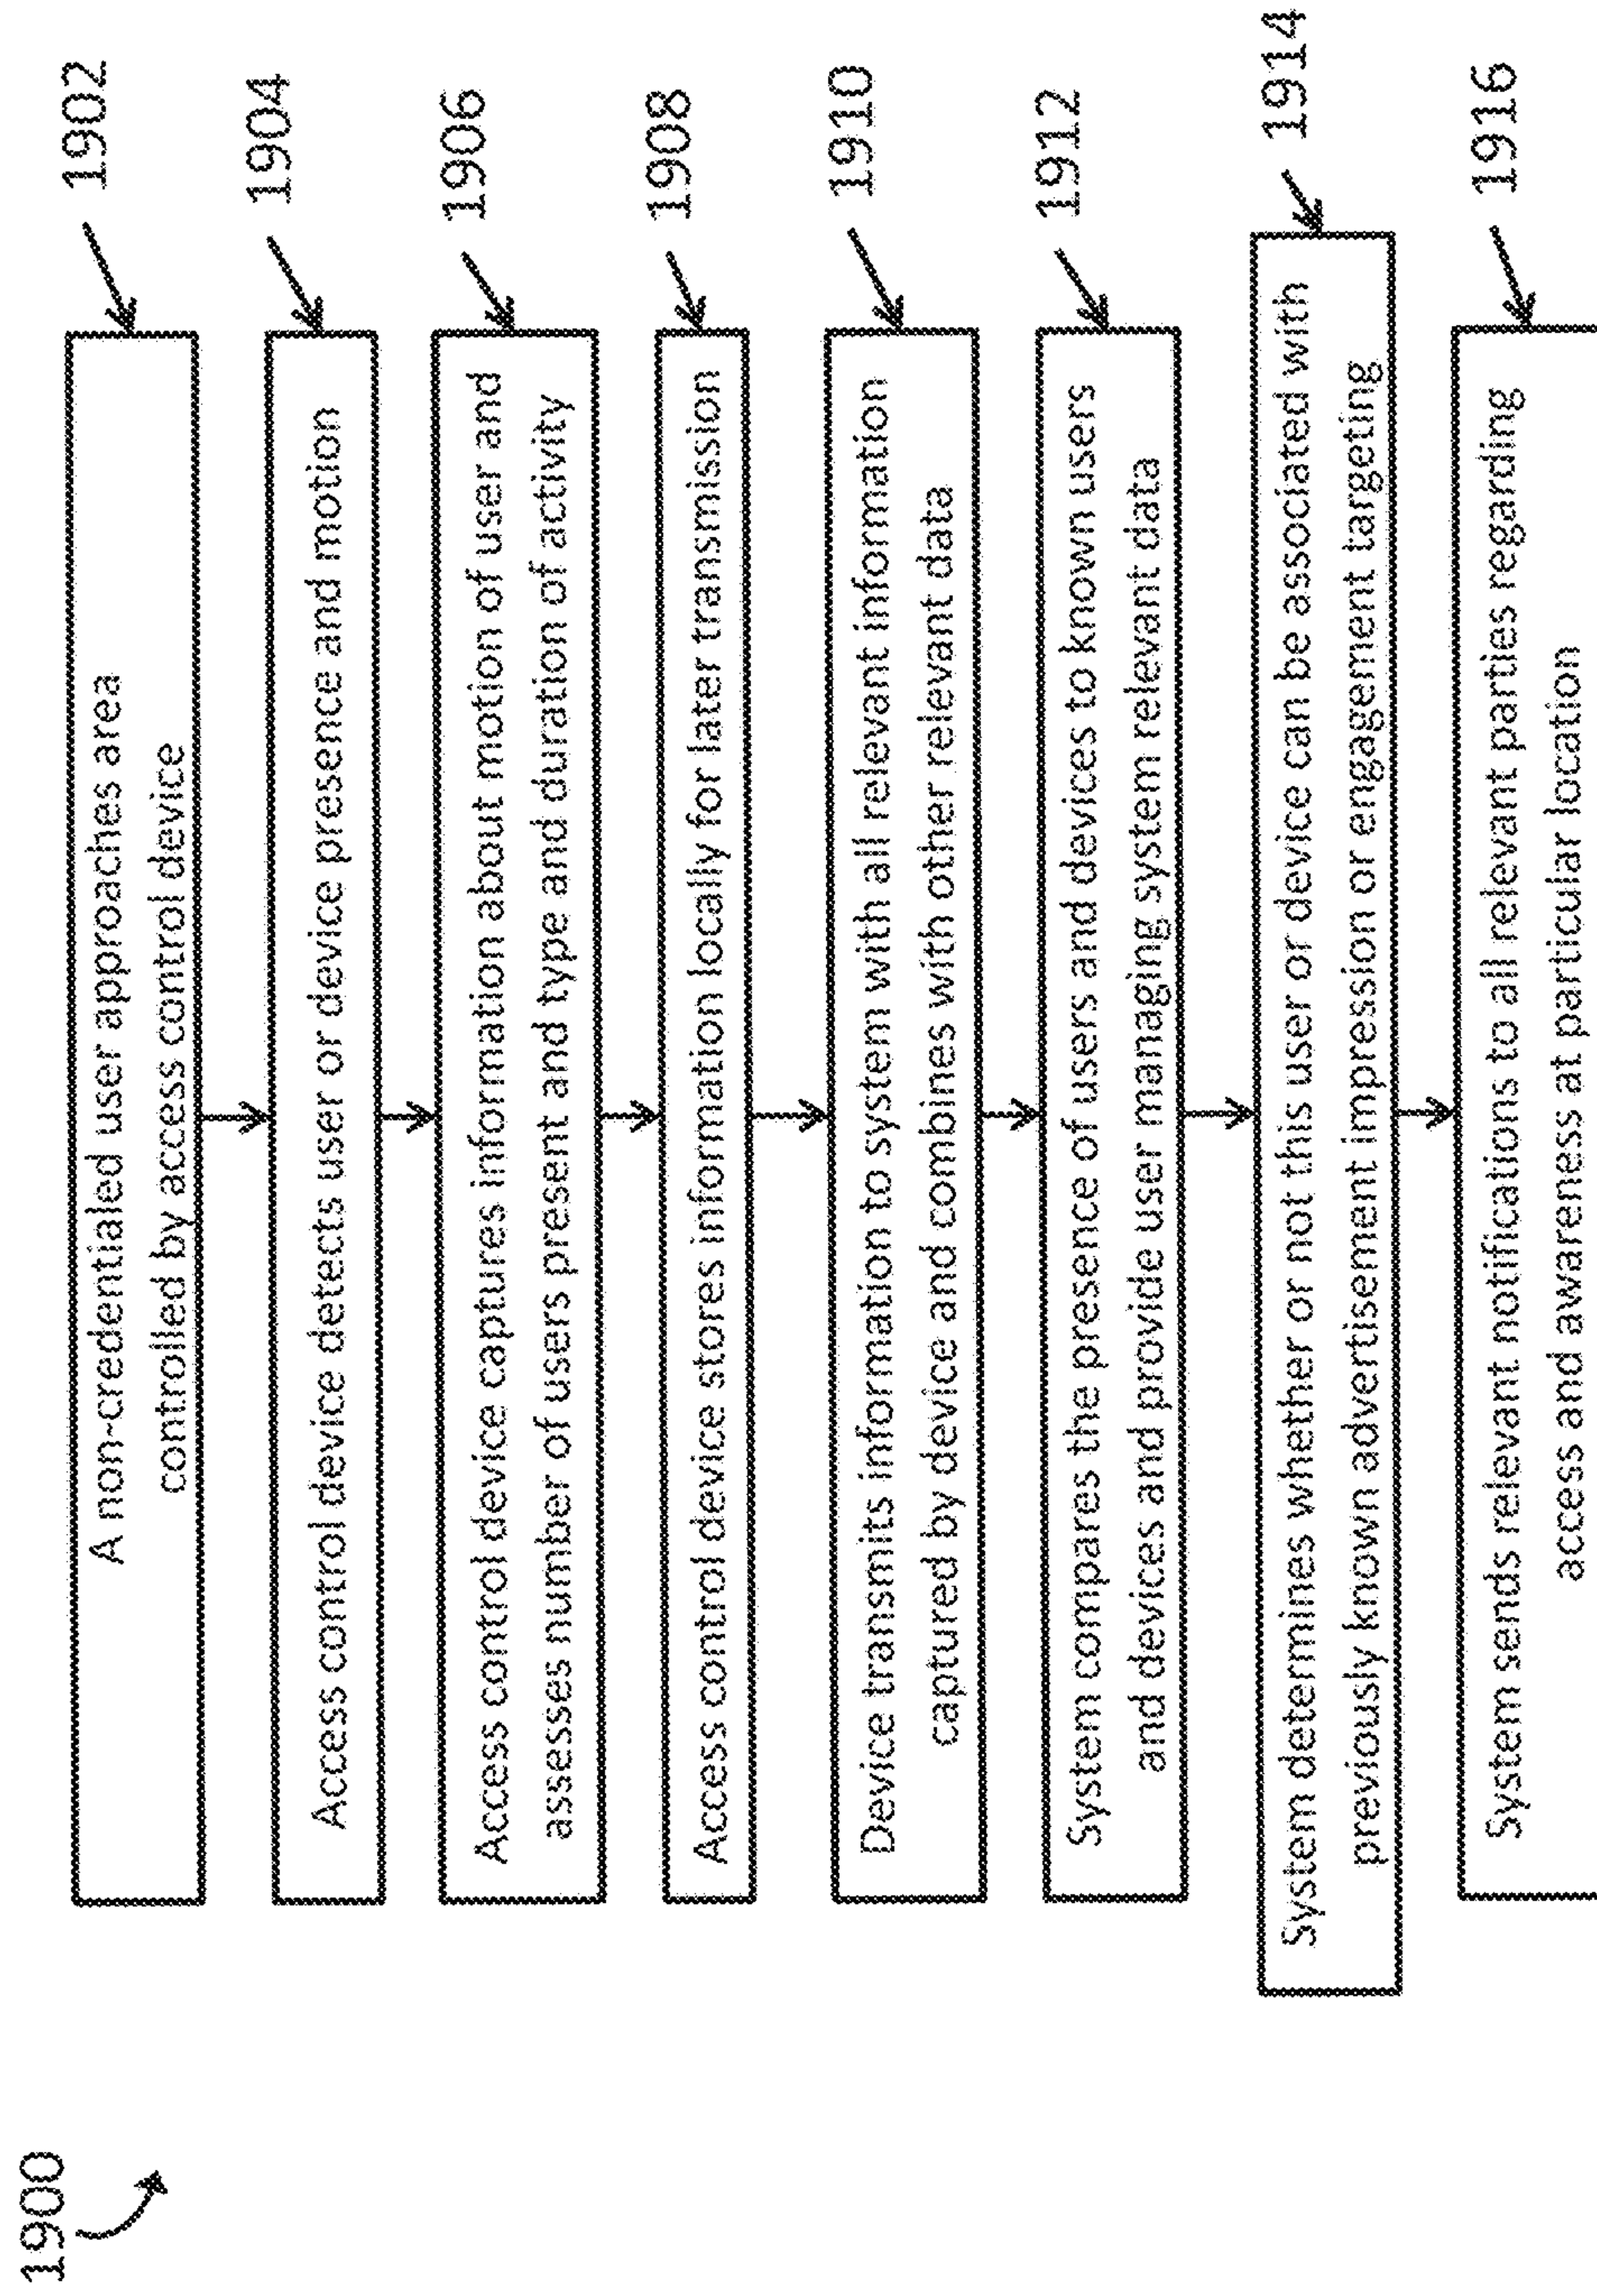 1900
A non-credentialed user approaches area
controlled by access control device
1902
Access control device detects user or device presence and motion
1904
Access control device captures information about motion of user and
assesses number of users present and type and duration of activity
1906
Access control device stores information locally for later transmission
1908
Device transmits information to system with all relevant information
captured by device and combines with other relevant data
1910
System compares the presence of users and devices to known users
and devices and provide user managing system relevant data
1912
System determines whether or not this user or device can be associated with
previously known advertisement impression or engagement targeting
1914
System sends relevant notifications to all relevant parties regarding
access and awareness at particular location
1916